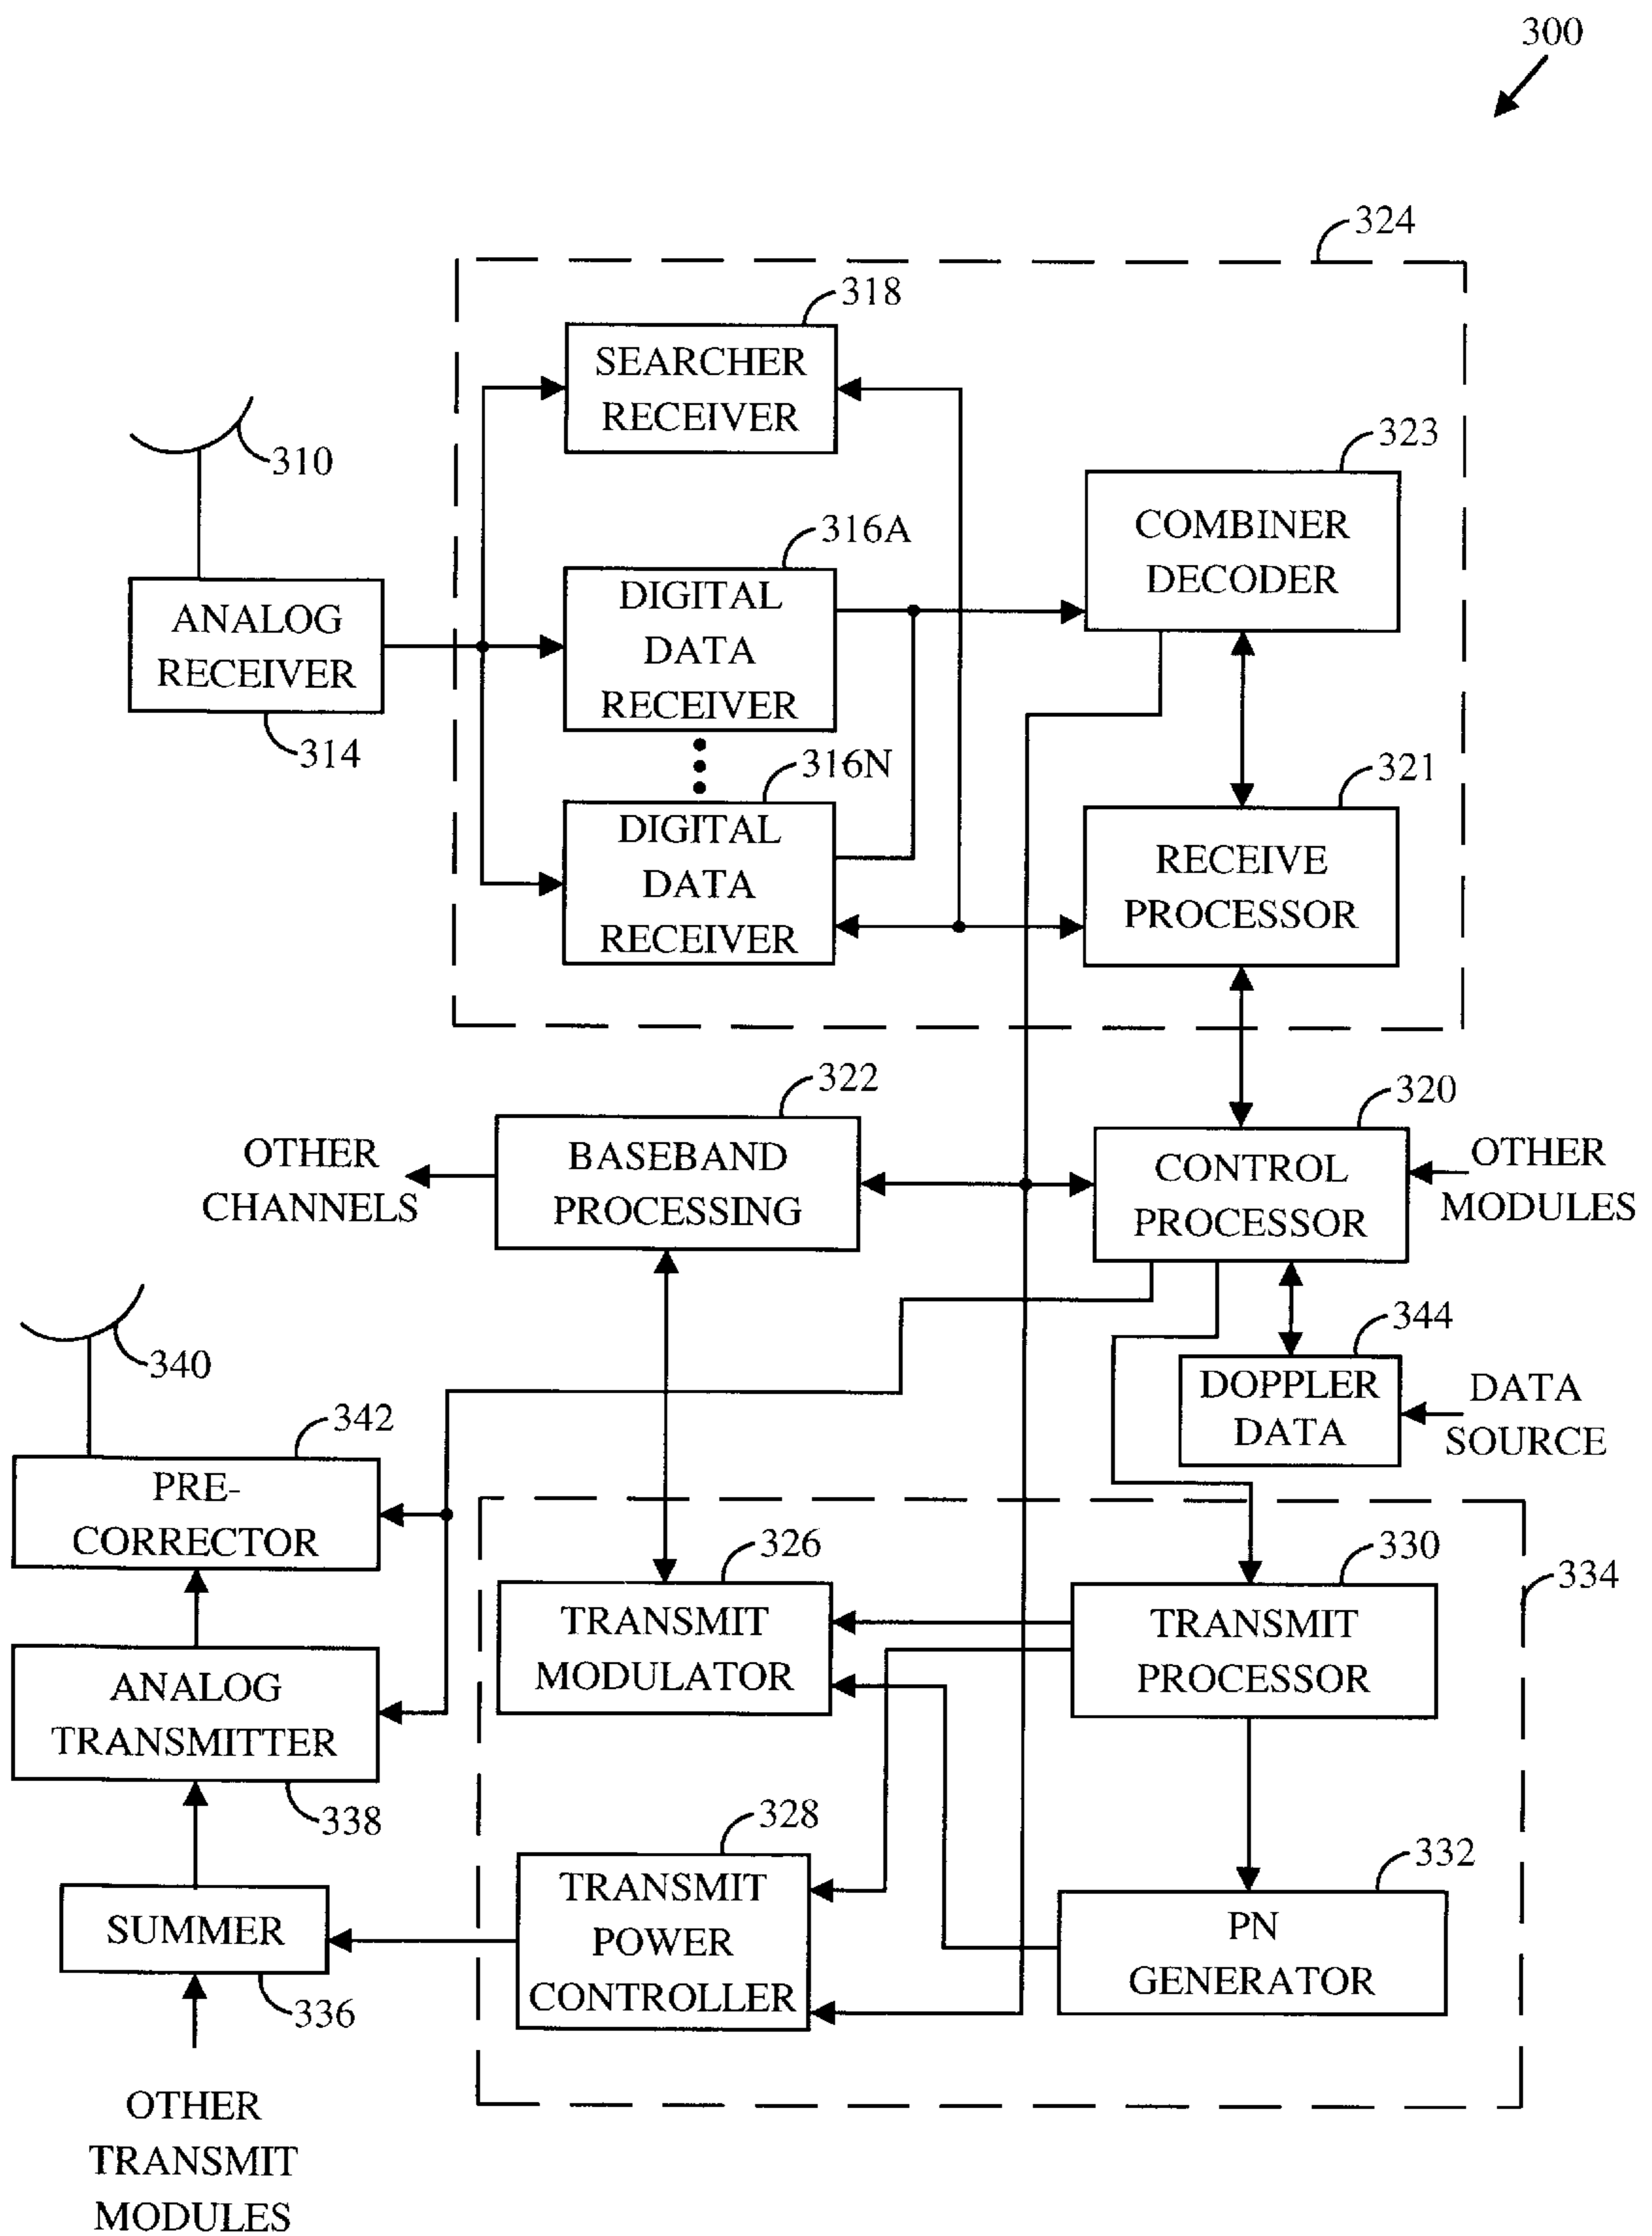 300
324
318
SEARCHER
RECEIVER
310
323
COMBINER
DECODER
316A
DIGITAL
DATA
RECEIVER
ANALOG
RECEIVER
314
316N
DIGITAL
DATA
RECEIVER
321
RECEIVE
PROCESSOR
322
BASEBAND
PROCESSING
OTHER
CHANNELS
320
CONTROL
PROCESSOR
OTHER
MODULES
340
344
DOPPLER
DATA
DATA
SOURCE
342
PRE-
CORRECTOR
326
TRANSMIT
MODULATOR
330
TRANSMIT
PROCESSOR
334
ANALOG
TRANSMITTER
338
328
TRANSMIT
POWER
CONTROLLER
332
PN
GENERATOR
SUMMER
336
OTHER
TRANSMIT
MODULES